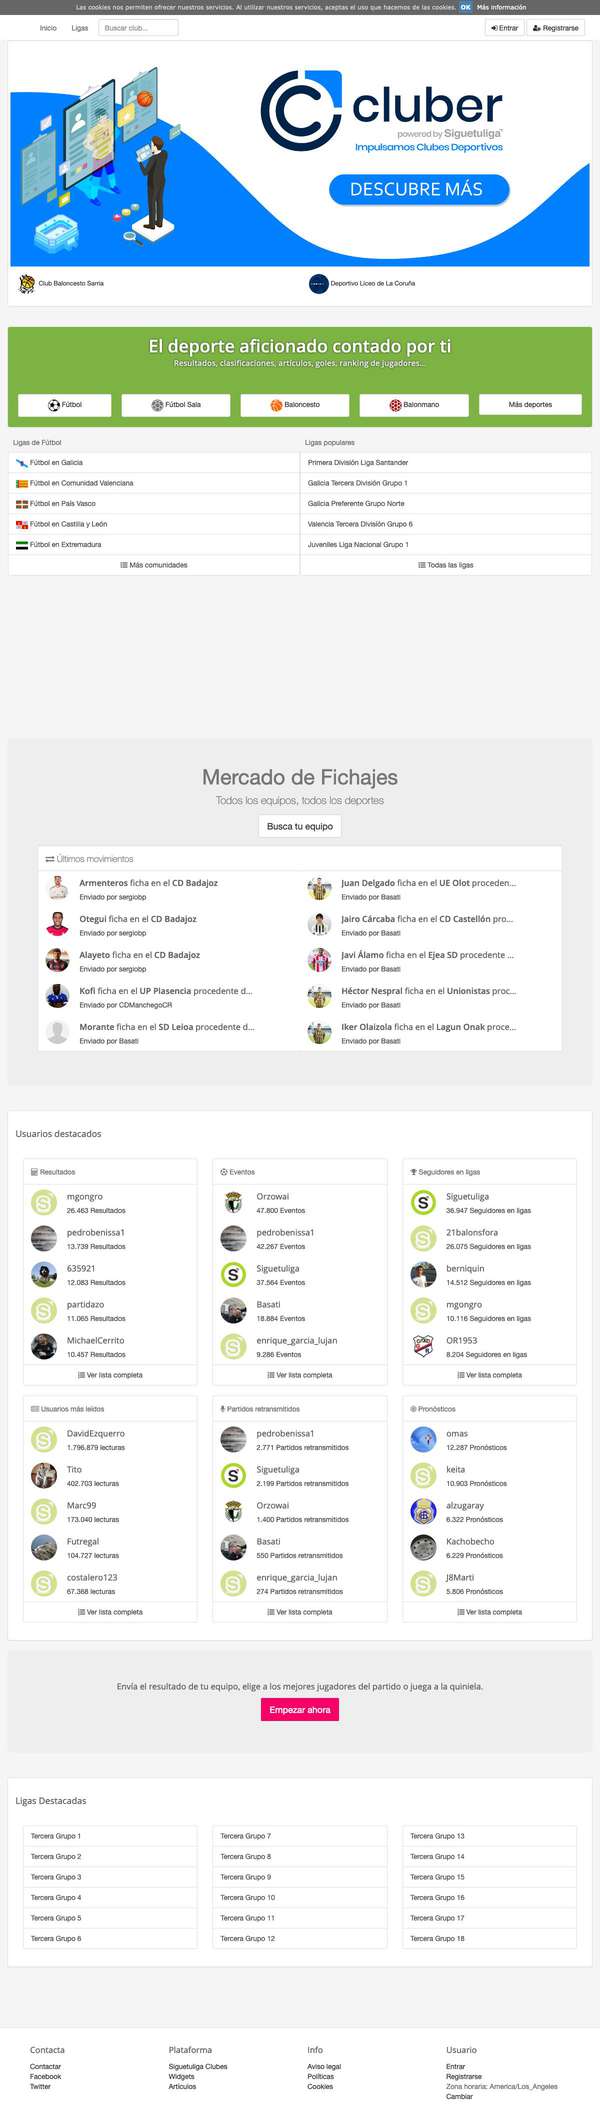 Las cookies nos permiten ofrecer nuestros servicios. Al utilizar nuestros servicios, aceptas el uso que hacemos de las cookies. OK Más información
Inicio Ligas Buscar club... Entrar Registrarse
cluber
powered by Siguetuliga
Impulsamos Clubes Deportivos
DESCUBRE MÁS
Club Baloncesto Sarria Deportivo Liceo de La Coruña
El deporte aficionado contado por ti
Resultados, clasificaciones, artículos, goles, ranking de jugadores...
Fútbol Fútbol Sala Baloncesto Balonmano Más deportes
Ligas de Fútbol
Fútbol en Galicia
Fútbol en Comunidad Valenciana
Fútbol en País Vasco
Fútbol en Castilla y León
Fútbol en Extremadura
Más comunidades
Ligas populares
Primera División Liga Santander
Galicia Tercera División Grupo 1
Galicia Preferente Grupo Norte
Valencia Tercera División Grupo 6
Juveniles Liga Nacional Grupo 1
Todas las ligas
Mercado de Fichajes
Todos los equipos, todos los deportes
Busca tu equipo
Últimos movimientos
Armenteros ficha en el CD Badajoz
Enviado por sergiobp
Otegui ficha en el CD Badajoz
Enviado por sergiobp
Alayeto ficha en el CD Badajoz
Enviado por sergiobp
Kofi ficha en el UP Plasencia procedente d...
Enviado por CDManchegoCR
Morante ficha en el SD Leioa procedente d...
Enviado por Basati
Juan Delgado ficha en el UE Olot proceden...
Enviado por Basati
Jairo Cárcaba ficha en el CD Castellón pro...
Enviado por Basati
Javi Álamo ficha en el Ejea SD procedente ...
Enviado por Basati
Héctor Nespral ficha en el Unionistas proc...
Enviado por Basati
Iker Olaizola ficha en el Lagun Onak proce...
Enviado por Basati
Usuarios destacados
Resultados
mgongro
26.463 Resultados
pedrobenissa1
13.739 Resultados
635921
12.083 Resultados
partidazo
11.065 Resultados
MichaelCerrito
10.457 Resultados
Ver lista completa
Eventos
Orzowai
47.800 Eventos
pedrobenissa1
42.267 Eventos
Siguetuliga
37.564 Eventos
Basati
18.884 Eventos
enrique_garcia_lujan
9.286 Eventos
Ver lista completa
Seguidores en ligas
Siguetuliga
36.947 Seguidores en ligas
21balonsfora
26.075 Seguidores en ligas
berniquin
14.512 Seguidores en ligas
mgongro
10.116 Seguidores en ligas
OR1953
8.204 Seguidores en ligas
Ver lista completa
Usuarios más leídos
DavidEzquerro
1.796.879 lecturas
Tito
402.703 lecturas
Marc99
173.040 lecturas
Futregal
104.727 lecturas
costalero123
67.368 lecturas
Ver lista completa
Partidos retransmitidos
pedrobenissa1
2.771 Partidos retransmitidos
Siguetuliga
2.199 Partidos retransmitidos
Orzowai
1.400 Partidos retransmitidos
Basati
550 Partidos retransmitidos
enrique_garcia_lujan
274 Partidos retransmitidos
Ver lista completa
Pronósticos
omas
12.287 Pronósticos
keita
10.903 Pronósticos
alzugaray
6.322 Pronósticos
Kachobecho
6.229 Pronósticos
J8Marti
5.806 Pronósticos
Ver lista completa
Envía el resultado de tu equipo, elige a los mejores jugadores del partido o juega a la quiniela.
Empezar ahora
Ligas Destacadas
Tercera Grupo 1
Tercera Grupo 2
Tercera Grupo 3
Tercera Grupo 4
Tercera Grupo 5
Tercera Grupo 6
Tercera Grupo 7
Tercera Grupo 8
Tercera Grupo 9
Tercera Grupo 10
Tercera Grupo 11
Tercera Grupo 12
Tercera Grupo 13
Tercera Grupo 14
Tercera Grupo 15
Tercera Grupo 16
Tercera Grupo 17
Tercera Grupo 18
Contacta
Contactar
Facebook
Twitter
Plataforma
Siguetuliga Clubes
Widgets
Artículos
Info
Aviso legal
Políticas
Cookies
Usuario
Entrar
Registrarse
Zona horaria: America/Los_Angeles
Cambiar